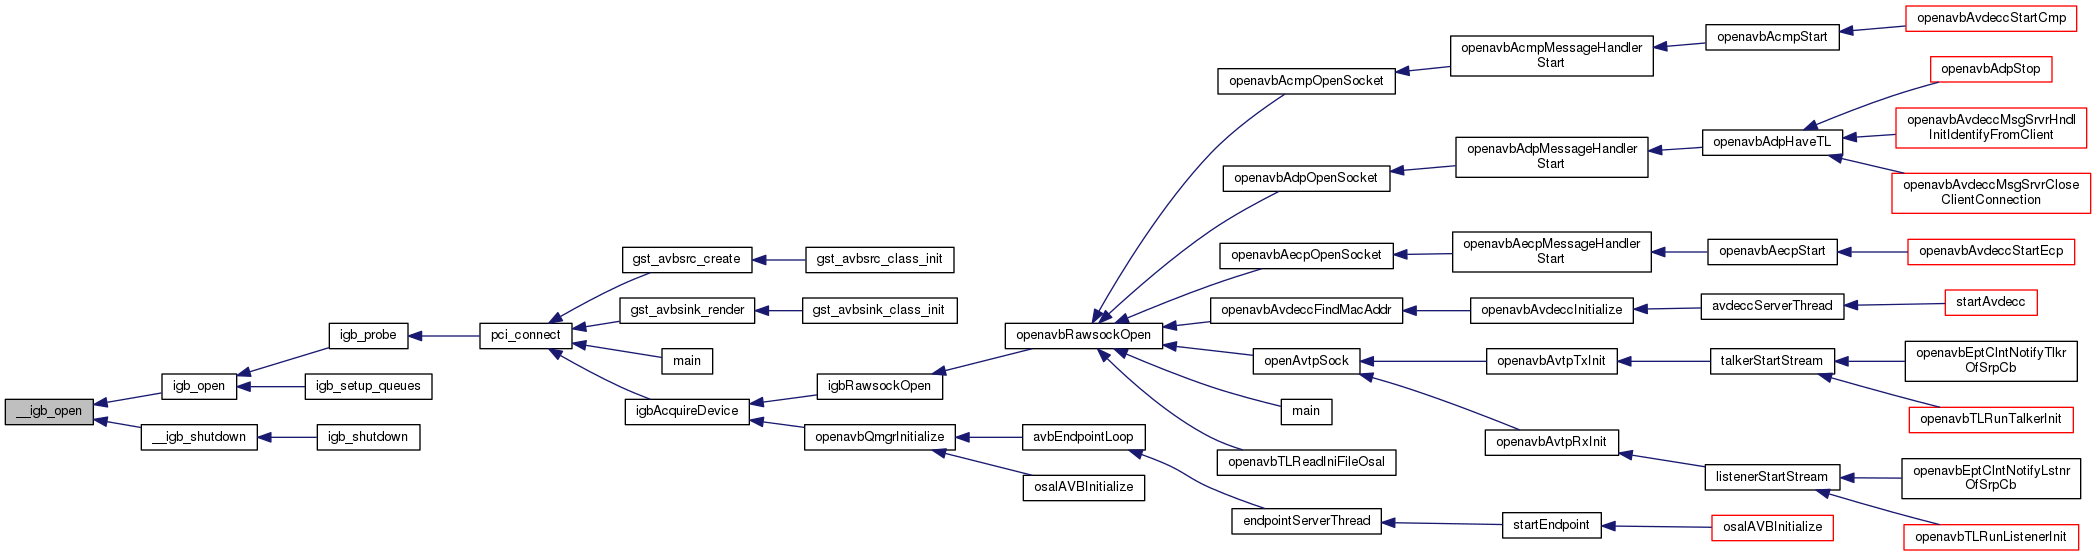 __igb_open
igb_open
__igb_shutdown
igb_probe
igb_setup_queues
igb_shutdown
pci_connect
gst_avbsrc_create
gst_avbsrc_class_init
gst_avbsink_render
gst_avbsink_class_init
main
igbAcquireDevice
igbRawsockOpen
openavbQmgrInitialize
openavbRawsockOpen
avbEndpointLoop
osalAVBInitialize
openavbAcmpOpenSocket
openavbAcmpMessageHandler
Start
openavbAcmpStart
openavbAvdeccStartCmp
openavbAdpOpenSocket
openavbAdpMessageHandler
Start
openavbAdpHaveTL
openavbAdpStop
openavbAvdeccMsgSrvrHndl
InitIdentifyFromClient
openavbAvdeccMsgSrvrClose
ClientConnection
openavbAecpOpenSocket
openavbAecpMessageHandler
Start
openavbAecpStart
openavbAvdeccStartEcp
openavbAvdeccFindMacAddr
openavbAvdeccInitialize
avdeccServerThread
startAvdecc
openAvtpSock
openavbAvtpTxInit
talkerStartStream
openavbEptClntNotifyTlkr
OfSrpCb
openavbTLRunTalkerInit
main
openavbAvtpRxInit
listenerStartStream
openavbEptClntNotifyLstnr
OfSrpCb
openavbTLRunListenerInit
openavbTLReadIniFileOsal
endpointServerThread
startEndpoint
osalAVBInitialize